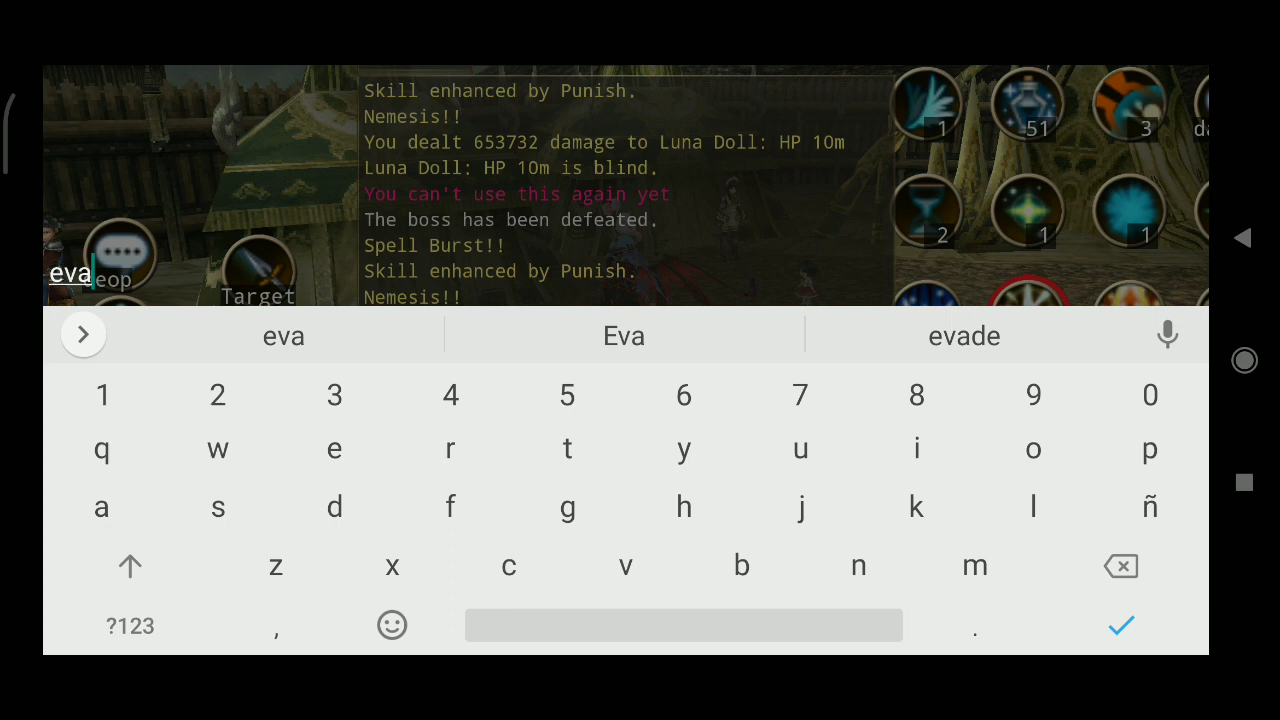 Skill enhanced by Punish.
Nemesis!!
You dealt 653732 damage to Luna Doll: HP 10m
Luna Doll: HP 10m is blind.
You can't use this again yet
The boss has been defeated.
Spell Burst!!
Skill enhanced by Punish.
Nemesis!!
1 51 3
2 1 1
eva
Target
eva Eva evade
1 2 3 4 5 6 7 8 9 0
q w e r t y u i o p
a s d f g h j k l ñ
z x c v b n m
?123 , .